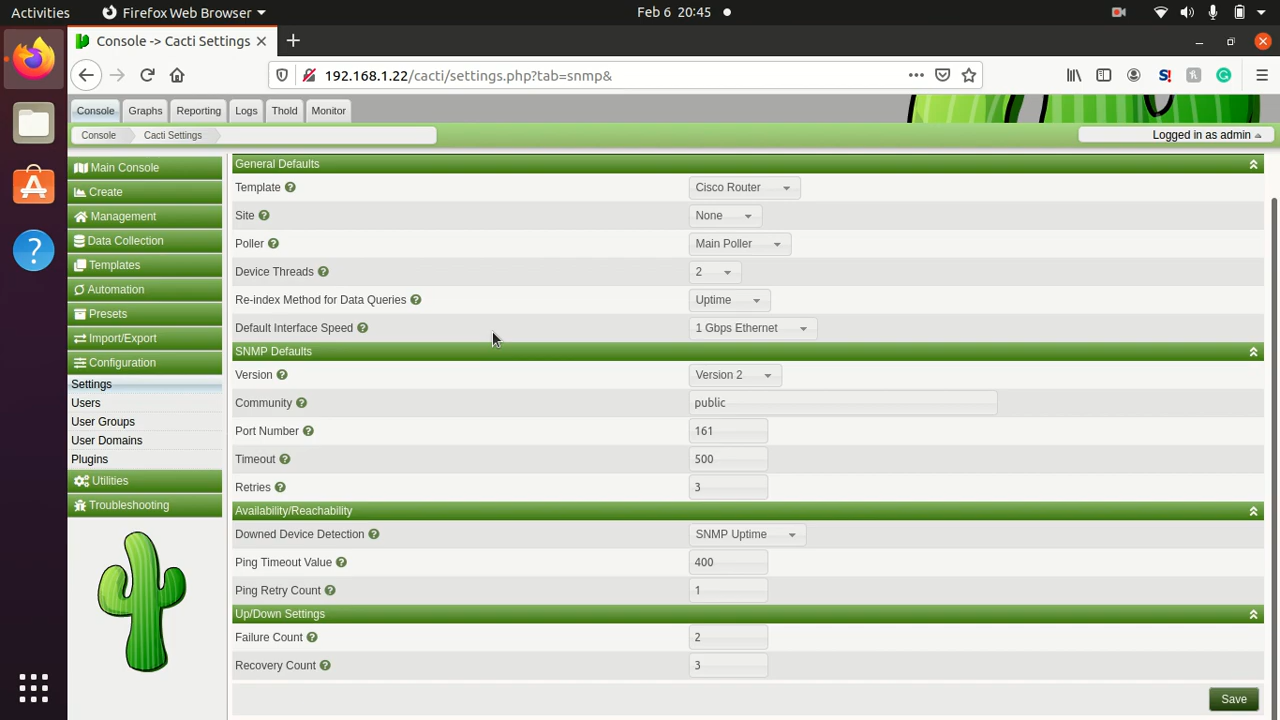 Activities Firefox Web Browser Feb 6 20:45
Console -> Cacti Settings
192.168.1.22/cacti/settings.php?tab=snmp&
Console Graphs Reporting Logs Thold Monitor
Console Cacti Settings Logged in as admin
Main Console
Create
Management
Data Collection
Templates
Automation
Presets
Import/Export
Configuration
Settings
Users
User Groups
User Domains
Plugins
Utilities
Troubleshooting
General Defaults
Template Cisco Router
Site None
Poller Main Poller
Device Threads 2
Re-index Method for Data Queries Uptime
Default Interface Speed 1 Gbps Ethernet
SNMP Defaults
Version Version 2
Community public
Port Number 161
Timeout 500
Retries 3
Availability/Reachability
Downed Device Detection SNMP Uptime
Ping Timeout Value 400
Ping Retry Count 1
Up/Down Settings
Failure Count 2
Recovery Count 3
Save